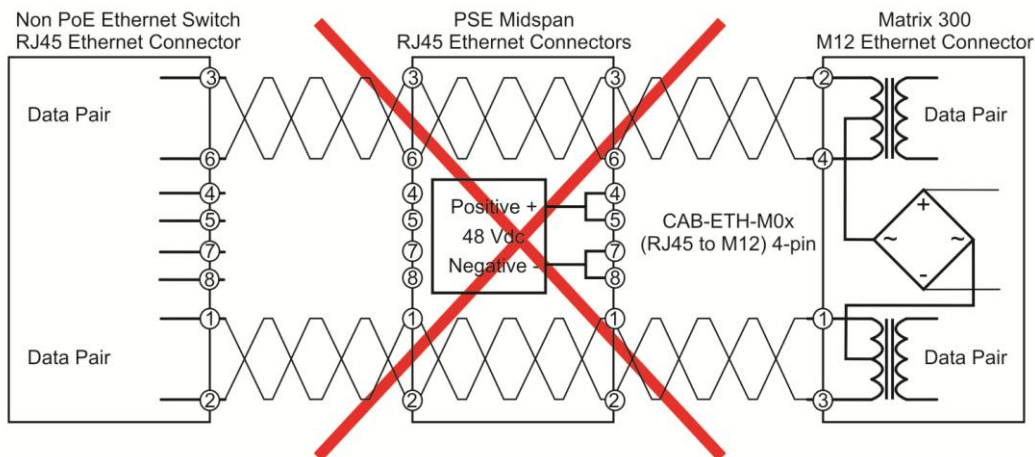 Non PoE Ethernet Switch
RJ45 Ethernet Connector
PSE Midspan
RJ45 Ethernet Connectors
Matrix 300
M12 Ethernet Connector
3
3
3
2
Data Pair
Data Pair
6
6
6
4
4
4
4
5
5
5
7
7
7
8
8
8
Positive +
48 Vdc
Negative -
CAB-ETH-M0x
(RJ45 to M12) 4-pin
+
~
~
-
1
1
1
1
Data Pair
Data Pair
2
2
2
3